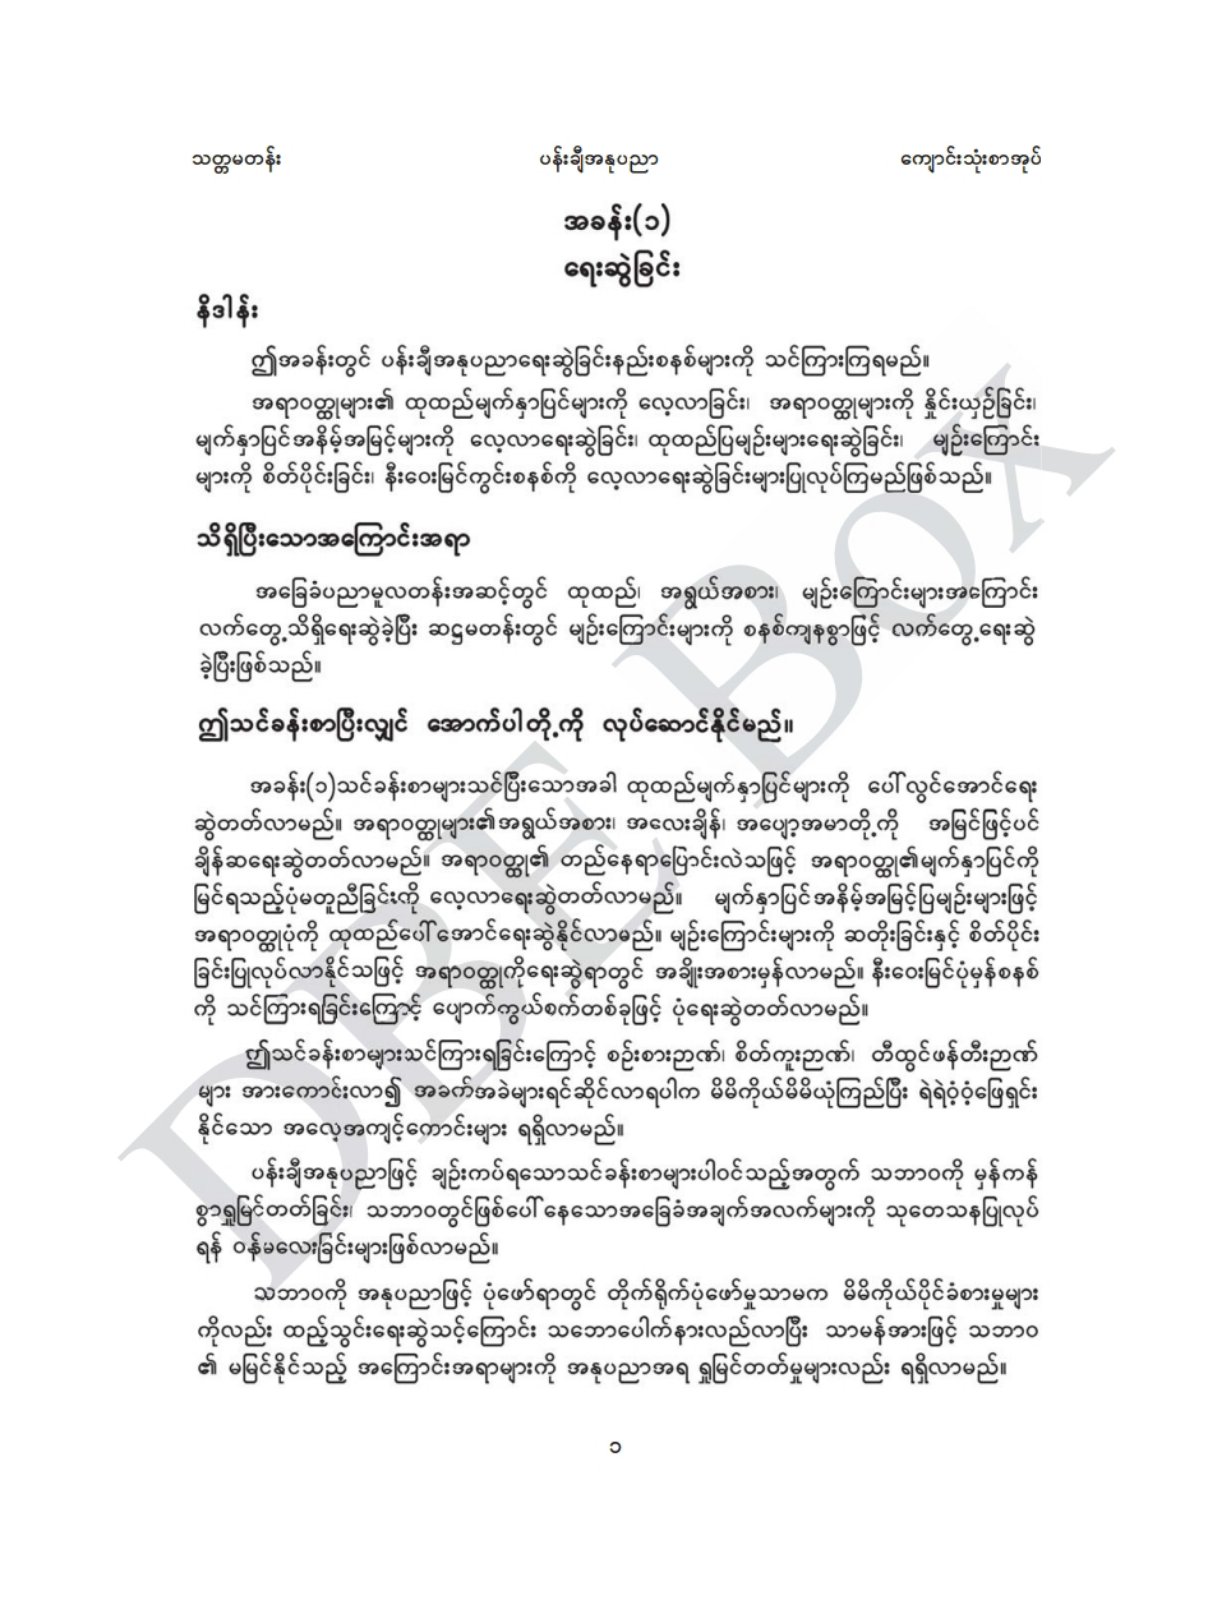 သတ္တမတန်း ပန်းချီအနုပညာ ကျောင်းသုံးစာအုပ်
အခန်း(၁)
ရေးဆွဲခြင်း
နိဒါန်း
ဤအခန်းတွင် ပန်းချီအနုပညာရေးဆွဲခြင်းနည်းစနစ်များကို သင်ကြားကြရမည်။
အရာဝတ္ထုများ၏ ထုထည်မျက်နှာပြင်များကို လေ့လာခြင်း၊ အရာဝတ္ထုများကို နှိုင်းယှဉ်ခြင်း၊
မျက်နှာပြင်အနိမ့်အမြင့်များကို လေ့လာရေးဆွဲခြင်း၊ ထုထည်ပြမျဉ်းများရေးဆွဲခြင်း၊ မျဉ်းကြောင်း
များကို စိတ်ပိုင်းခြင်း၊ နီးဝေးမြင်ကွင်းစနစ်ကို လေ့လာရေးဆွဲခြင်းများပြုလုပ်ကြမည်ဖြစ်သည်။
သိရှိပြီးသောအကြောင်းအရာ
အခြေခံပညာမူလတန်းအဆင့်တွင် ထုထည်၊ အရွယ်အစား၊ မျဉ်းကြောင်းများအကြောင်း
လက်တွေ့သိရှိရေးဆွဲခဲ့ပြီး ဆဋ္ဌမတန်းတွင် မျဉ်းကြောင်းများကို စနစ်ကျနစွာဖြင့် လက်တွေ့ရေးဆွဲ
ခဲ့ပြီးဖြစ်သည်။
ဤသင်ခန်းစာပြီးလျှင် အောက်ပါတို့ကို လုပ်ဆောင်နိုင်မည်။
အခန်း(၁)သင်ခန်းစာများသင်ပြီးသောအခါ ထုထည်မျက်နှာပြင်များကို ပေါ်လွင်အောင်ရေး
ဆွဲတတ်လာမည်။ အရာဝတ္ထုများ၏အရွယ်အစား၊ အလေးချိန်၊ အပျော့အမာတို့ကို အမြင်ဖြင့်ပင်
ချိန်ဆရေးဆွဲတတ်လာမည်။ အရာဝတ္ထု၏ တည်နေရာပြောင်းလဲသဖြင့် အရာဝတ္ထု၏မျက်နှာပြင်ကို
မြင်ရသည့်ပုံမတူညီခြင်းကို လေ့လာရေးဆွဲတတ်လာမည်။ မျက်နှာပြင်အနိမ့်အမြင့်ပြမျဉ်းများဖြင့်
အရာဝတ္ထုပုံကို ထုထည်ပေါ်အောင်ရေးဆွဲနိုင်လာမည်။ မျဉ်းကြောင်းများကို ဆတိုးခြင်းနှင့် စိတ်ပိုင်း
ခြင်းပြုလုပ်လာနိုင်သဖြင့် အရာဝတ္ထုကိုရေးဆွဲရာတွင် အချိုးအစားမှန်လာမည်။ နီးဝေးမြင်ပုံမှန်စနစ်
ကို သင်ကြားရခြင်းကြောင့် ပျောက်ကွယ်စက်တစ်ခုဖြင့် ပုံရေးဆွဲတတ်လာမည်။
ဤသင်ခန်းစာများသင်ကြားရခြင်းကြောင့် စဉ်းစားဉာဏ်၊ စိတ်ကူးဉာဏ်၊ တီထွင်ဖန်တီးဉာဏ်
များ အားကောင်းလာ၍ အခက်အခဲများရင်ဆိုင်လာရပါက မိမိကိုယ်မိမိယုံကြည်ပြီး ရဲရဲဝံ့ဝံ့ဖြေရှင်း
နိုင်သော အလေ့အကျင့်ကောင်းများ ရရှိလာမည်။
ပန်းချီအနုပညာဖြင့် ချဉ်းကပ်ရသောသင်ခန်းစာများပါဝင်သည့်အတွက် သဘာဝကို မှန်ကန်
စွာရှုမြင်တတ်ခြင်း၊ သဘာဝတွင်ဖြစ်ပေါ်နေသောအခြေခံအချက်အလက်များကို သုတေသနပြုလုပ်
ရန် ဝန်မလေးခြင်းများဖြစ်လာမည်။
သဘာဝကို အနုပညာဖြင့် ပုံဖော်ရာတွင် တိုက်ရိုက်ပုံဖော်မှုသာမက မိမိကိုယ်ပိုင်ခံစားမှုများ
ကိုလည်း ထည့်သွင်းရေးဆွဲသင့်ကြောင်း သဘောပေါက်နားလည်လာပြီး သာမန်အားဖြင့် သဘာဝ
၏ မမြင်နိုင်သည့် အကြောင်းအရာများကို အနုပညာအရ ရှုမြင်တတ်မှုများလည်း ရရှိလာမည်။
၁
DBE Box